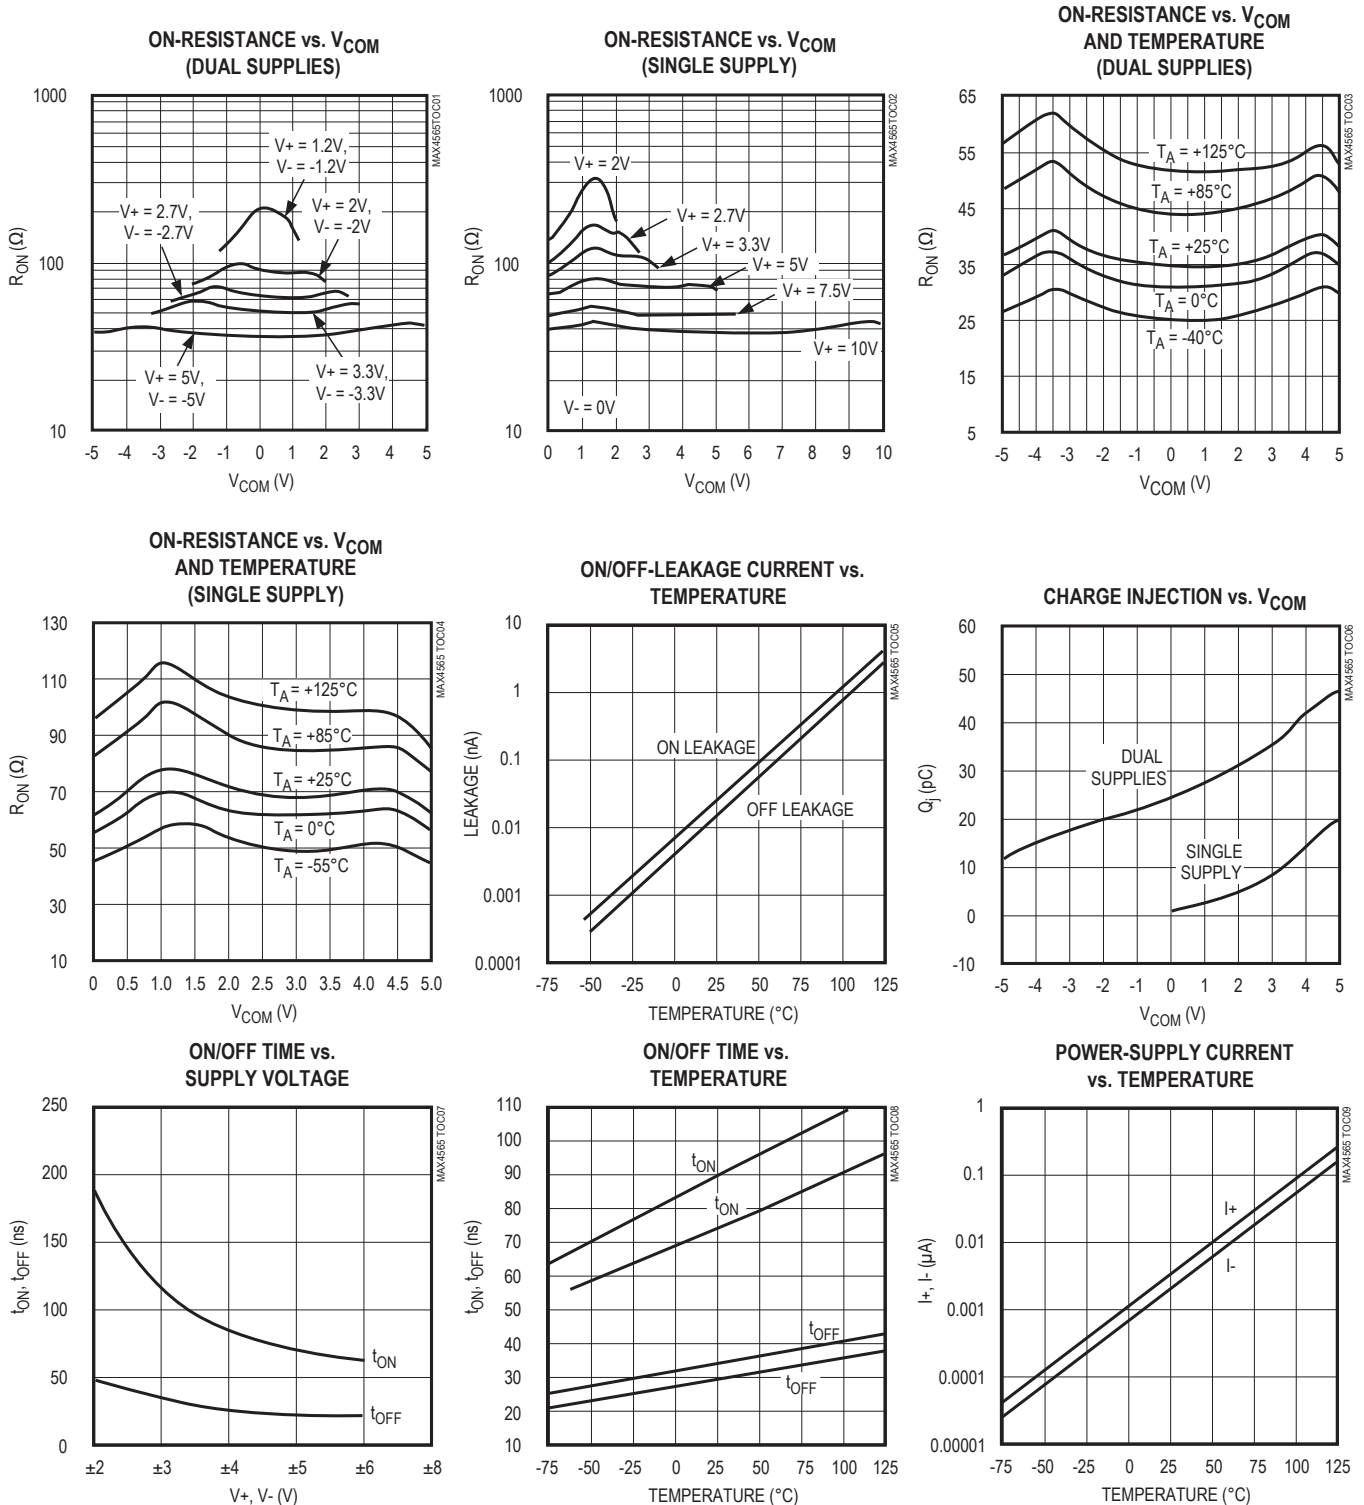 ON-RESISTANCE vs. VCOM
(DUAL SUPPLIES)
1000
100
10
RON (Ω)
V+ = 1.2V,
V- = -1.2V
V+ = 2.7V,
V- = -2.7V
V+ = 2V,
V- = -2V
V+ = 5V,
V- = -5V
V+ = 3.3V,
V- = -3.3V
-5 -4 -3 -2 -1 0 1 2 3 4 5
VCOM (V)
MAX4565TOC01
ON-RESISTANCE vs. VCOM
(SINGLE SUPPLY)
1000
100
10
RON (Ω)
V+ = 2V
V+ = 2.7V
V+ = 3.3V
V+ = 5V
V+ = 7.5V
V+ = 10V
V- = 0V
0 1 2 3 4 5 6 7 8 9 10
VCOM (V)
MAX4565TOC02
ON-RESISTANCE vs. VCOM
AND TEMPERATURE
(DUAL SUPPLIES)
65
55
45
35
25
15
5
RON (Ω)
TA = +125°C
TA = +85°C
TA = +25°C
TA = 0°C
TA = -40°C
-5 -4 -3 -2 -1 0 1 2 3 4 5
VCOM (V)
MAX4565TOC03
ON-RESISTANCE vs. VCOM
AND TEMPERATURE
(SINGLE SUPPLY)
130
110
90
70
50
30
10
RON (Ω)
TA = +125°C
TA = +85°C
TA = +25°C
TA = 0°C
TA = -55°C
0 0.5 1.0 1.5 2.0 2.5 3.0 3.5 4.0 4.5 5.0
VCOM (V)
MAX4565 TOC04
ON/OFF-LEAKAGE CURRENT vs.
TEMPERATURE
10
1
0.1
0.01
0.001
0.0001
LEAKAGE (nA)
ON LEAKAGE
OFF LEAKAGE
-75 -50 -25 0 25 50 75 100 125
TEMPERATURE (°C)
MAX4565 TOC05
CHARGE INJECTION vs. VCOM
60
50
40
30
20
10
0
-10
Qj (pC)
DUAL
SUPPLIES
SINGLE
SUPPLY
-5 -4 -3 -2 -1 0 1 2 3 4 5
VCOM (V)
MAX4565 TOC06
ON/OFF TIME vs.
SUPPLY VOLTAGE
250
200
150
100
50
0
tON, tOFF (ns)
tON
tOFF
±2 ±3 ±4 ±5 ±6 ±8
V+, V- (V)
MAX4565 TOC07
ON/OFF TIME vs.
TEMPERATURE
110
100
90
80
70
60
50
40
30
20
10
tON, tOFF (ns)
tON
tON
tOFF
tOFF
-75 -50 -25 0 25 50 75 100 125
TEMPERATURE (°C)
MAX4565 TOC08
POWER-SUPPLY CURRENT
vs. TEMPERATURE
1
0.1
0.01
0.001
0.0001
0.00001
I+, I- (µA)
I+
I-
-75 -50 -25 0 25 50 75 100 125
TEMPERATURE (°C)
MAX4565 TOC09